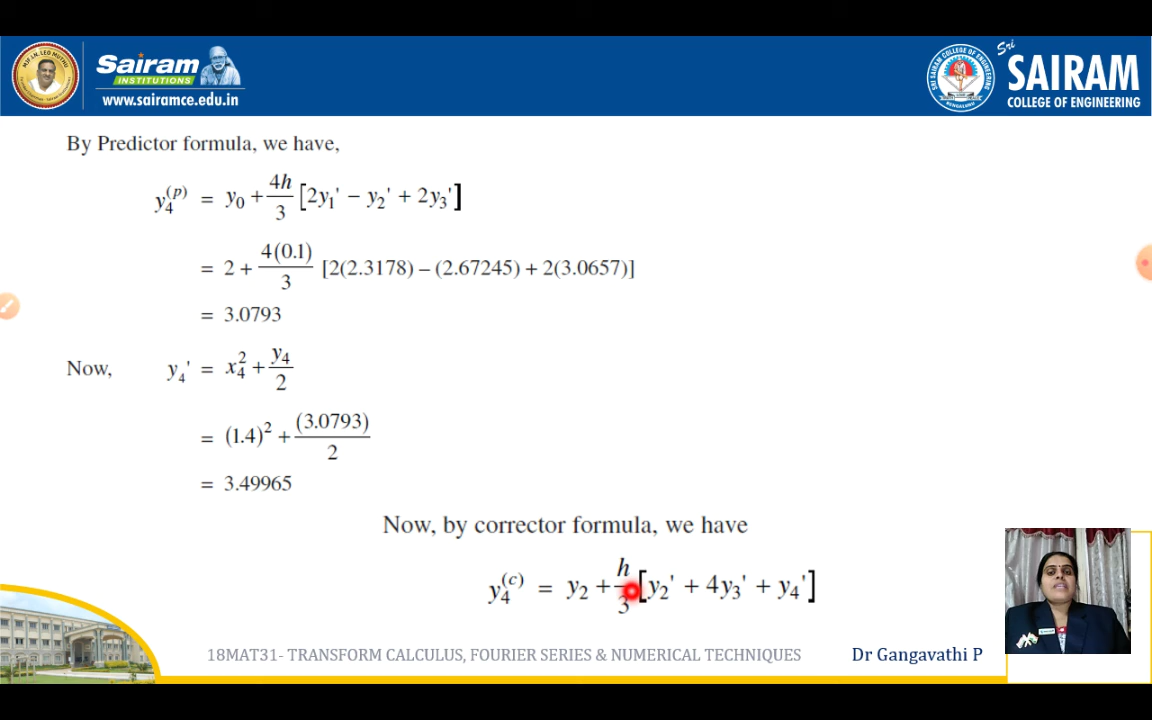 Sairam
INSTITUTIONS
www.sairamce.edu.in
Sri
SAIRAM
COLLEGE OF ENGINEERING
By Predictor formula, we have,
y₄⁽ᵖ⁾ = y₀ + 4h/3 [2y₁' − y₂' + 2y₃']
= 2 + 4(0.1)/3 [2(2.3178) – (2.67245) + 2(3.0657)]
= 3.0793
Now, y₄' = x₄² + y₄/2
= (1.4)² + (3.0793)/2
= 3.49965
Now, by corrector formula, we have
y₄⁽ᶜ⁾ = y₂ + h/3 [y₂' + 4y₃' + y₄']
18MAT31- TRANSFORM CALCULUS, FOURIER SERIES & NUMERICAL TECHNIQUES
Dr Gangavathi P